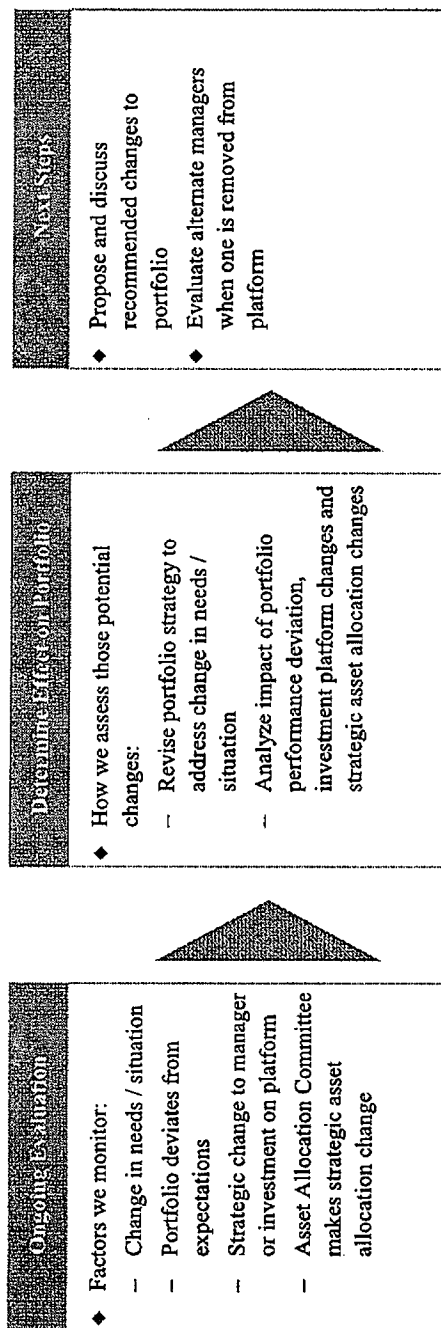 Ongoing Evaluation
◆ Factors we monitor:
– Change in needs / situation
– Portfolio deviates from
expectations
– Strategic change to manager
or investment on platform
– Asset Allocation Committee
makes strategic asset
allocation change
Determine Effect on Portfolio
◆ How we assess those potential
changes:
– Revise portfolio strategy to
address change in needs /
situation
– Analyze impact of portfolio
performance deviation,
investment platform changes and
strategic asset allocation changes
Next Steps
◆ Propose and discuss
recommended changes to
portfolio
◆ Evaluate alternate managers
when one is removed from
platform